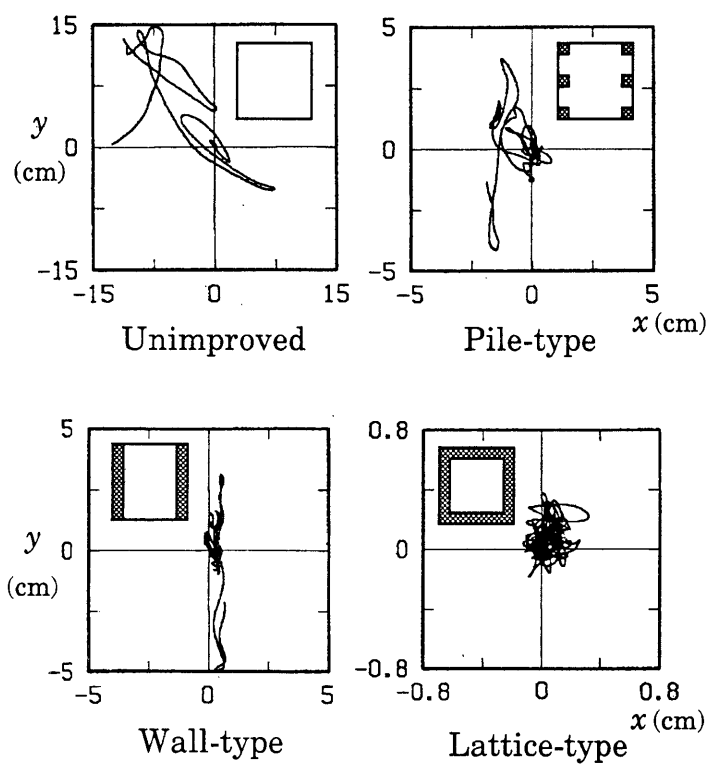 15
y
(cm)
0
-15
-15 0 15
Unimproved
5
0
-5
-5 0 5
x (cm)
Pile-type
5
y
(cm)
0
-5
-5 0 5
Wall-type
0.8
0
-0.8
-0.8 0 0.8
x (cm)
Lattice-type